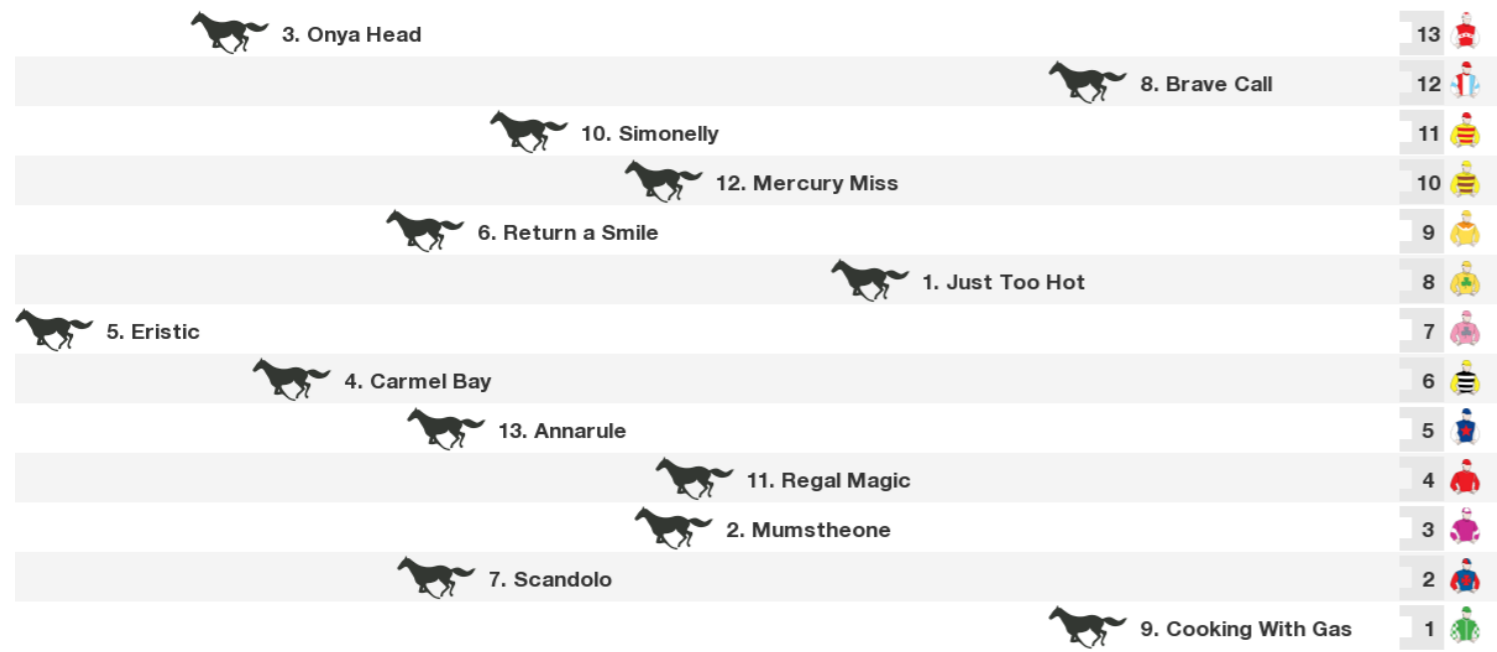 3. Onya Head 13
8. Brave Call 12
10. Simonelly 11
12. Mercury Miss 10
6. Return a Smile 9
1. Just Too Hot 8
5. Eristic 7
4. Carmel Bay 6
13. Annarule 5
11. Regal Magic 4
2. Mumstheone 3
7. Scandolo 2
9. Cooking With Gas 1